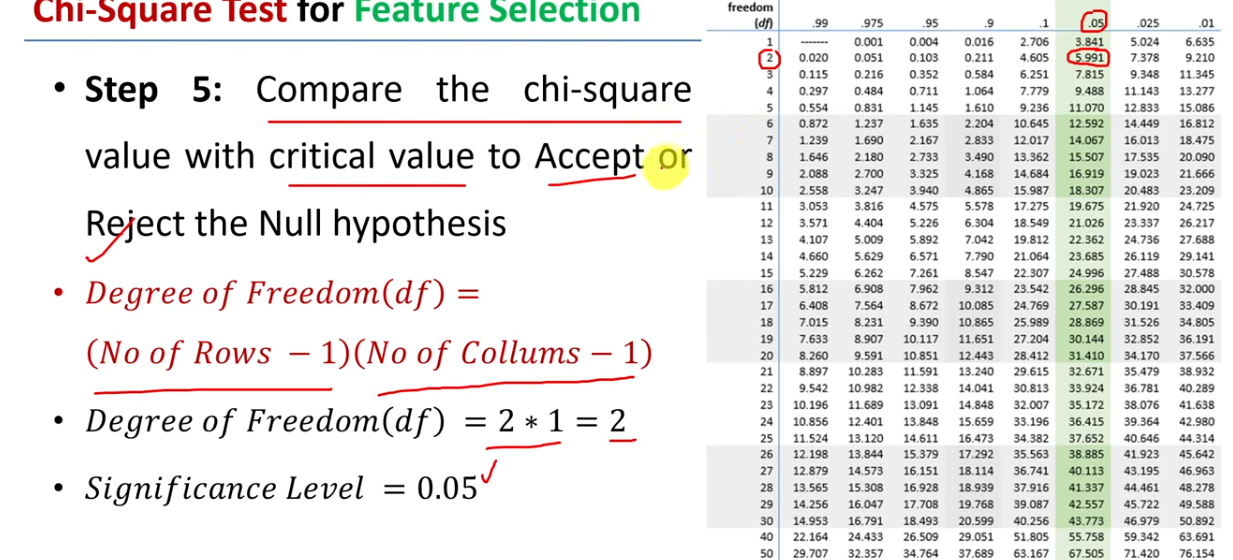 Chi-Square Test for Feature Selection
• Step 5: Compare the chi-square
value with critical value to Accept or
Reject the Null hypothesis
• Degree of Freedom(df) =
(No of Rows − 1)(No of Collums − 1)
• Degree of Freedom(df) = 2 * 1 = 2
• Significance Level = 0.05
freedom
(df) .99 .975 .95 .9 .1 .05 .025 .01
1 ------- 0.001 0.004 0.016 2.706 3.841 5.024 6.635
2 0.020 0.051 0.103 0.211 4.605 5.991 7.378 9.210
3 0.115 0.216 0.352 0.584 6.251 7.815 9.348 11.345
4 0.297 0.484 0.711 1.064 7.779 9.488 11.143 13.277
5 0.554 0.831 1.145 1.610 9.236 11.070 12.833 15.086
6 0.872 1.237 1.635 2.204 10.645 12.592 14.449 16.812
7 1.239 1.690 2.167 2.833 12.017 14.067 16.013 18.475
8 1.646 2.180 2.733 3.490 13.362 15.507 17.535 20.090
9 2.088 2.700 3.325 4.168 14.684 16.919 19.023 21.666
10 2.558 3.247 3.940 4.865 15.987 18.307 20.483 23.209
11 3.053 3.816 4.575 5.578 17.275 19.675 21.920 24.725
12 3.571 4.404 5.226 6.304 18.549 21.026 23.337 26.217
13 4.107 5.009 5.892 7.042 19.812 22.362 24.736 27.688
14 4.660 5.629 6.571 7.790 21.064 23.685 26.119 29.141
15 5.229 6.262 7.261 8.547 22.307 24.996 27.488 30.578
16 5.812 6.908 7.962 9.312 23.542 26.296 28.845 32.000
17 6.408 7.564 8.672 10.085 24.769 27.587 30.191 33.409
18 7.015 8.231 9.390 10.865 25.989 28.869 31.526 34.805
19 7.633 8.907 10.117 11.651 27.204 30.144 32.852 36.191
20 8.260 9.591 10.851 12.443 28.412 31.410 34.170 37.566
21 8.897 10.283 11.591 13.240 29.615 32.671 35.479 38.932
22 9.542 10.982 12.338 14.041 30.813 33.924 36.781 40.289
23 10.196 11.689 13.091 14.848 32.007 35.172 38.076 41.638
24 10.856 12.401 13.848 15.659 33.196 36.415 39.364 42.980
25 11.524 13.120 14.611 16.473 34.382 37.652 40.646 44.314
26 12.198 13.844 15.379 17.292 35.563 38.885 41.923 45.642
27 12.879 14.573 16.151 18.114 36.741 40.113 43.195 46.963
28 13.565 15.308 16.928 18.939 37.916 41.337 44.461 48.278
29 14.256 16.047 17.708 19.768 39.087 42.557 45.722 49.588
30 14.953 16.791 18.493 20.599 40.256 43.773 46.979 50.892
40 22.164 24.433 26.509 29.051 51.805 55.758 59.342 63.691
50 29.707 32.357 34.764 37.689 63.167 67.505 71.420 76.154